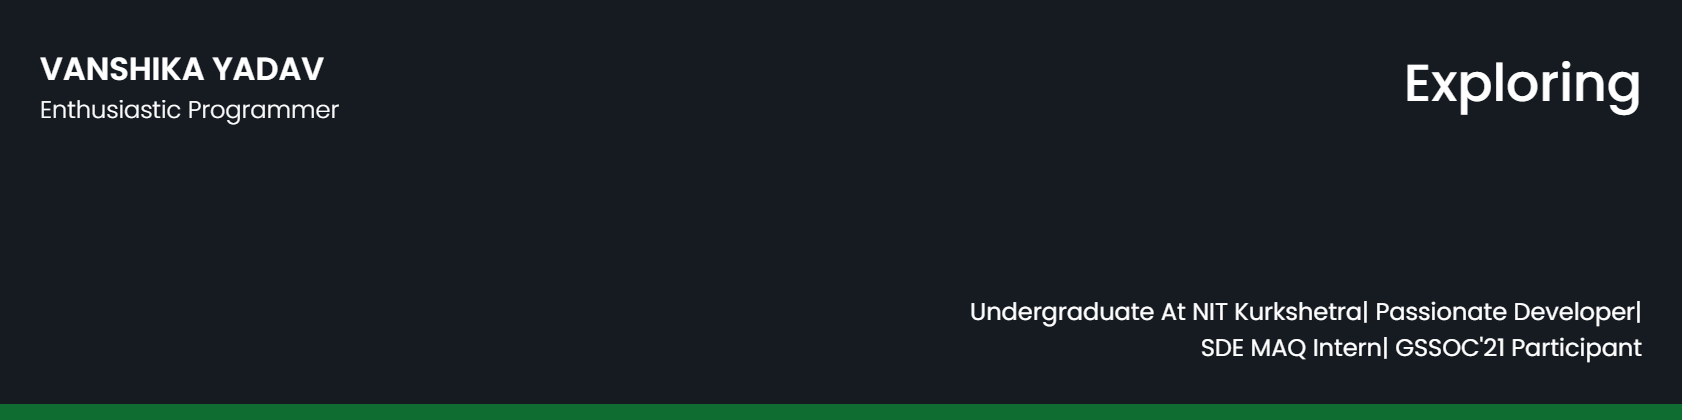 VANSHIKA YADAV
Enthusiastic Programmer
Exploring
Undergraduate At NIT Kurkshetra| Passionate Developer|
SDE MAQ Intern| GSSOC'21 Participant